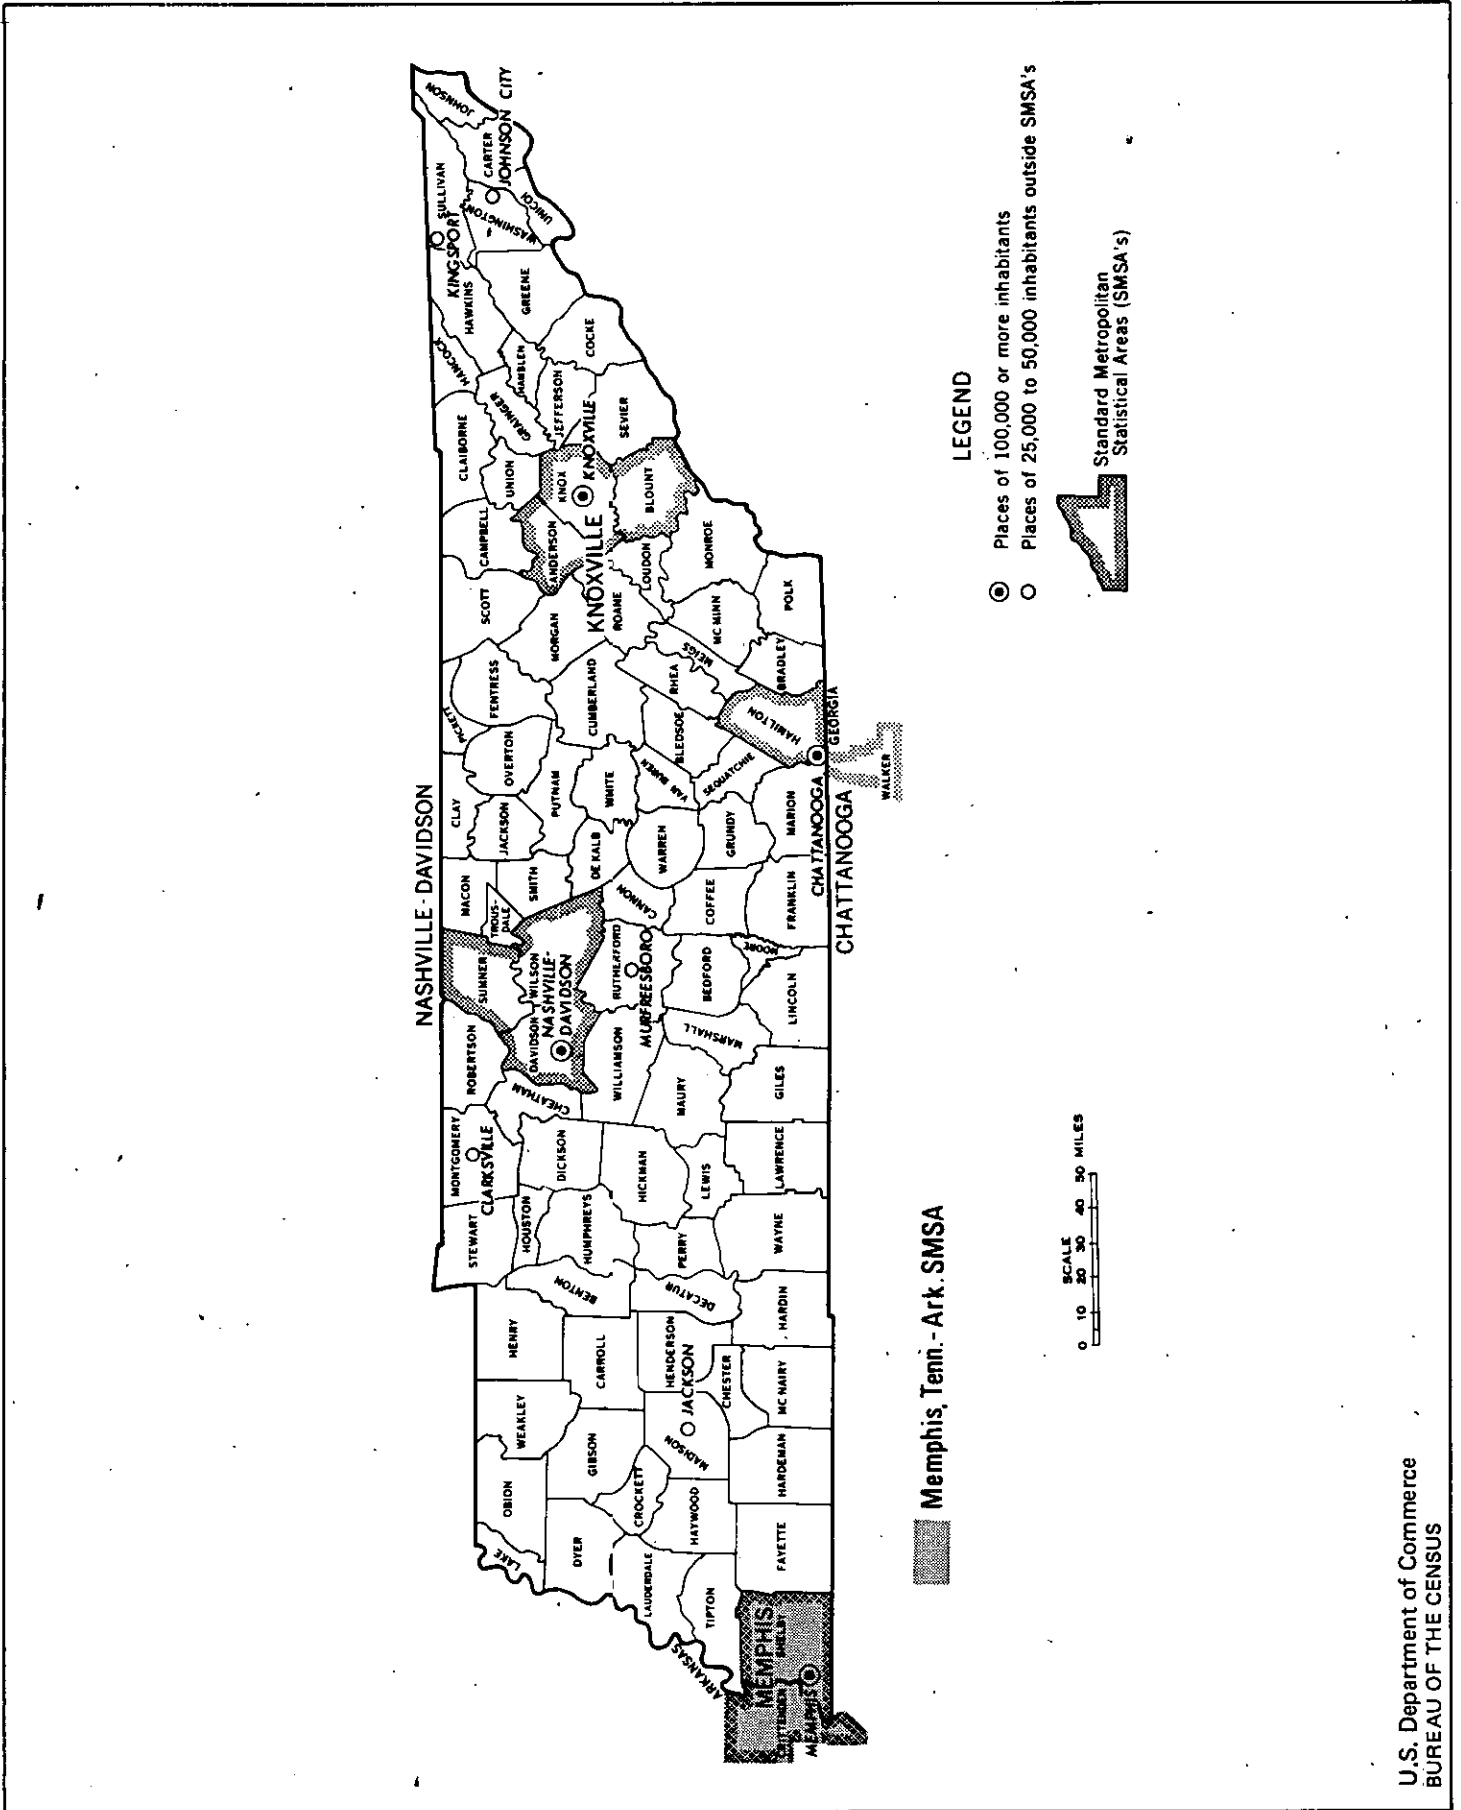 NASHVILLE - DAVIDSON
STEWART
MONTGOMERY
CLARKSVILLE
ROBERTSON
SUMNER
MACON
TROUS-
DALE
CLAY
PICKETT
JACKSON
OVERTON
FENTRESS
SCOTT
CAMPBELL
CLAIBORNE
UNION
HANCOCK
GRAINGER
HAMBLEN
HAWKINS
KINGSPORT
SULLIVAN
JOHNSON
CARTER
JOHNSON CITY
WASHINGTON
UNICOI
GREENE
COCKE
JEFFERSON
KNOXVILLE
SEVIER
KNOX
ANDERSON
KNOXVILLE
BLOUNT
LOUDON
ROANE
MORGAN
MONROE
MC MINN
POLK
MEIGS
BRADLEY
RHEA
HAMILTON
CUMBERLAND
BLEDSOE
SEQUATCHIE
VAN BUREN
WHITE
PUTNAM
SMITH
DE KALB
WARREN
GRUNDY
MARION
CANNON
COFFEE
FRANKLIN
WILSON
DAVIDSON
NASHVILLE-
DAVIDSON
RUTHERFORD
MURFREESBORO
BEDFORD
MOORE
LINCOLN
MARSHALL
WILLIAMSON
CHEATHAM
MAURY
GILES
DICKSON
HICKMAN
LEWIS
LAWRENCE
HOUSTON
HUMPHREYS
PERRY
WAYNE
BENTON
DECATUR
HARDIN
HENRY
CARROLL
HENDERSON
JACKSON
CHESTER
MC NAIRY
WEAKLEY
GIBSON
MADISON
HARDEMAN
OBION
CROCKETT
HAYWOOD
FAYETTE
LAKE
DYER
LAUDERDALE
TIPTON
ARKANSAS
MEMPHIS
CRITTENDEN
SHELBY
MEMPHIS
CHATTANOOGA
GEORGIA
CHATTANOOGA
WALKER
Memphis, Tenn.- Ark. SMSA
LEGEND
Places of 100,000 or more inhabitants
Places of 25,000 to 50,000 inhabitants outside SMSA's
Standard Metropolitan
Statistical Areas (SMSA's)
SCALE
0 10 20 30 40 50 MILES
U.S. Department of Commerce
BUREAU OF THE CENSUS